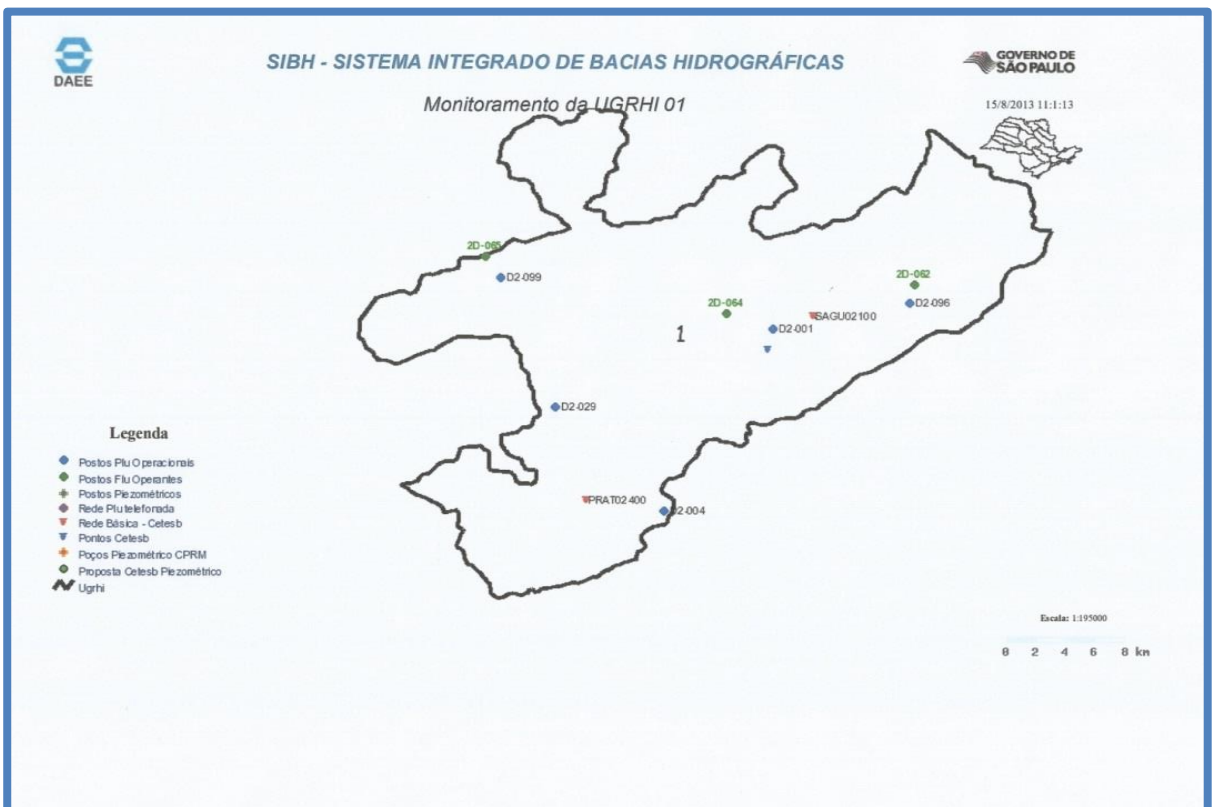 DAEE
SIBH - SISTEMA INTEGRADO DE BACIAS HIDROGRÁFICAS
GOVERNO DE
SÃO PAULO
Monitoramento da UGRHI 01
15/8/2013 11:1:13
2D-065
D2-099
2D-062
D2-096
2D-064
SAGU02100
D2-001
1
D2-029
PRAT02400
D2-004
Legenda
Postos Plu Operacionais
Postos Flu Operantes
Postos Piezométricos
Rede Plutelefonada
Rede Básica - Cetesb
Pontos Cetesb
Poços Piezométrico CPRM
Proposta Cetesb Piezométrico
Ugrhi
Escala: 1:195000
0 2 4 6 8 km